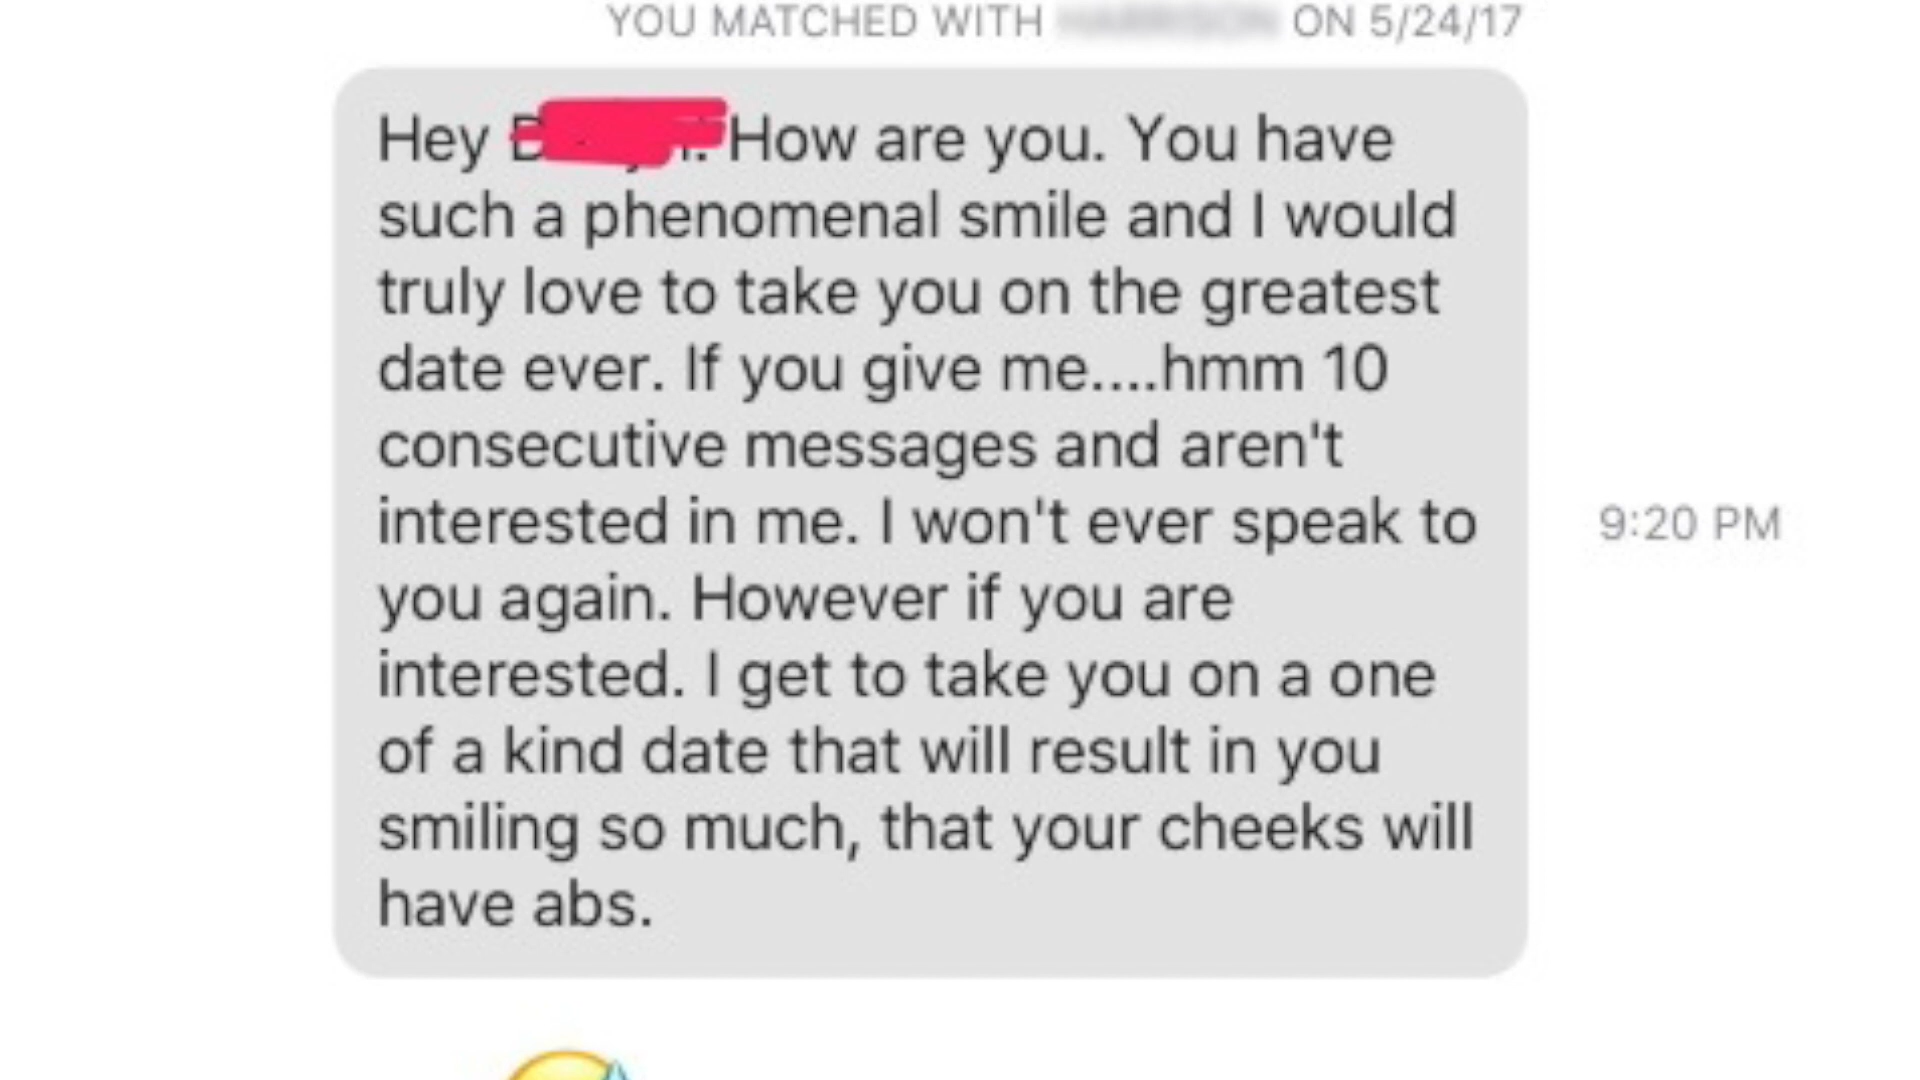 YOU MATCHED WITH ON 5/24/17
Hey How are you. You have
such a phenomenal smile and I would
truly love to take you on the greatest
date ever. If you give me....hmm 10
consecutive messages and aren't
interested in me. I won't ever speak to
you again. However if you are
interested. I get to take you on a one
of a kind date that will result in you
smiling so much, that your cheeks will
have abs.
9:20 PM